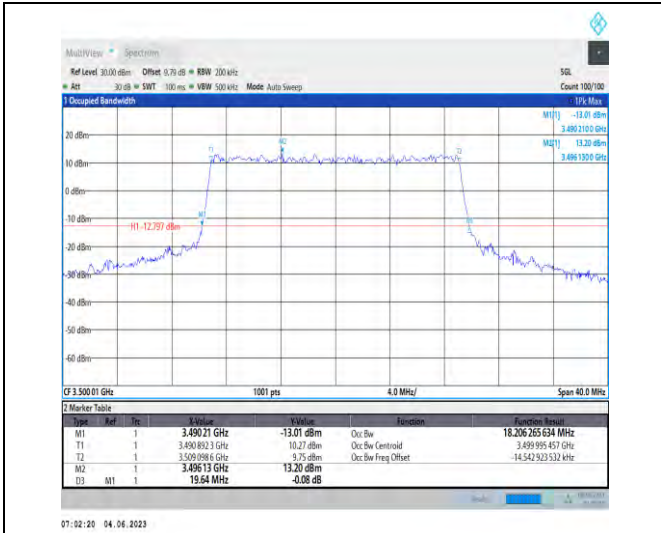 MultiView Spectrum
Ref Level 30.00 dBm Offset 9.79 dB RBW 200 kHz SGL
Att 30 dB SWT 100 ms VBW 500 kHz Mode Auto Sweep Count 100/100
1 Occupied Bandwidth 1Pk Max
M1[1] -13.01 dBm
3.490 210 0 GHz
20 dBm M2[1] 13.20 dBm
3.496 130 0 GHz
T1 M2 T2
10 dBm
0 dBm
-10 dBm M1
H1 -12.797 dBm
-20 dBm
-30 dBm
-40 dBm
-50 dBm
-60 dBm
CF 3.500 01 GHz 1001 pts 4.0 MHz/ Span 40.0 MHz
2 Marker Table
Type Ref Trc X-Value Y-Value Function Function Result
M1 1 3.490 21 GHz -13.01 dBm Occ Bw 18.206 265 634 MHz
T1 1 3.490 892 3 GHz 10.27 dBm Occ Bw Centroid 3.499 995 457 GHz
T2 1 3.509 098 6 GHz 9.75 dBm Occ Bw Freq Offset -14.542 923 532 kHz
M2 1 3.496 13 GHz 13.20 dBm
D3 M1 1 19.64 MHz -0.08 dB
07:02:20 04.06.2023